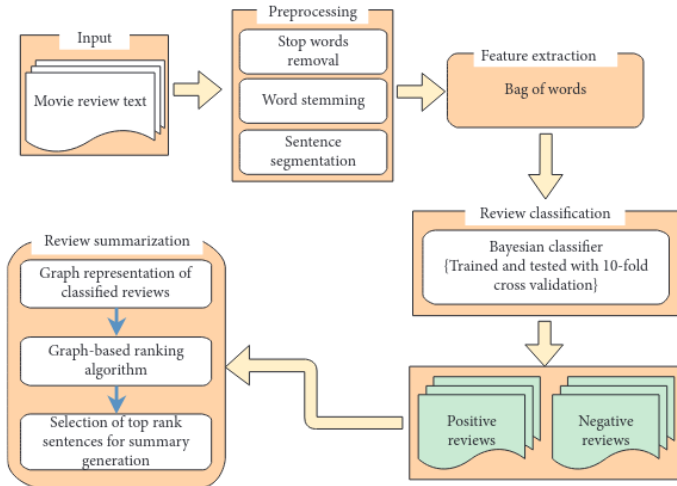 Input
Movie review text
Preprocessing
Stop words
removal
Word stemming
Sentence
segmentation
Feature extraction
Bag of words
Review classification
Bayesian classifier
{Trained and tested with 10-fold
cross validation}
Positive
reviews
Negative
reviews
Review summarization
Graph representation of
classified reviews
Graph-based ranking
algorithm
Selection of top rank
sentences for summary
generation